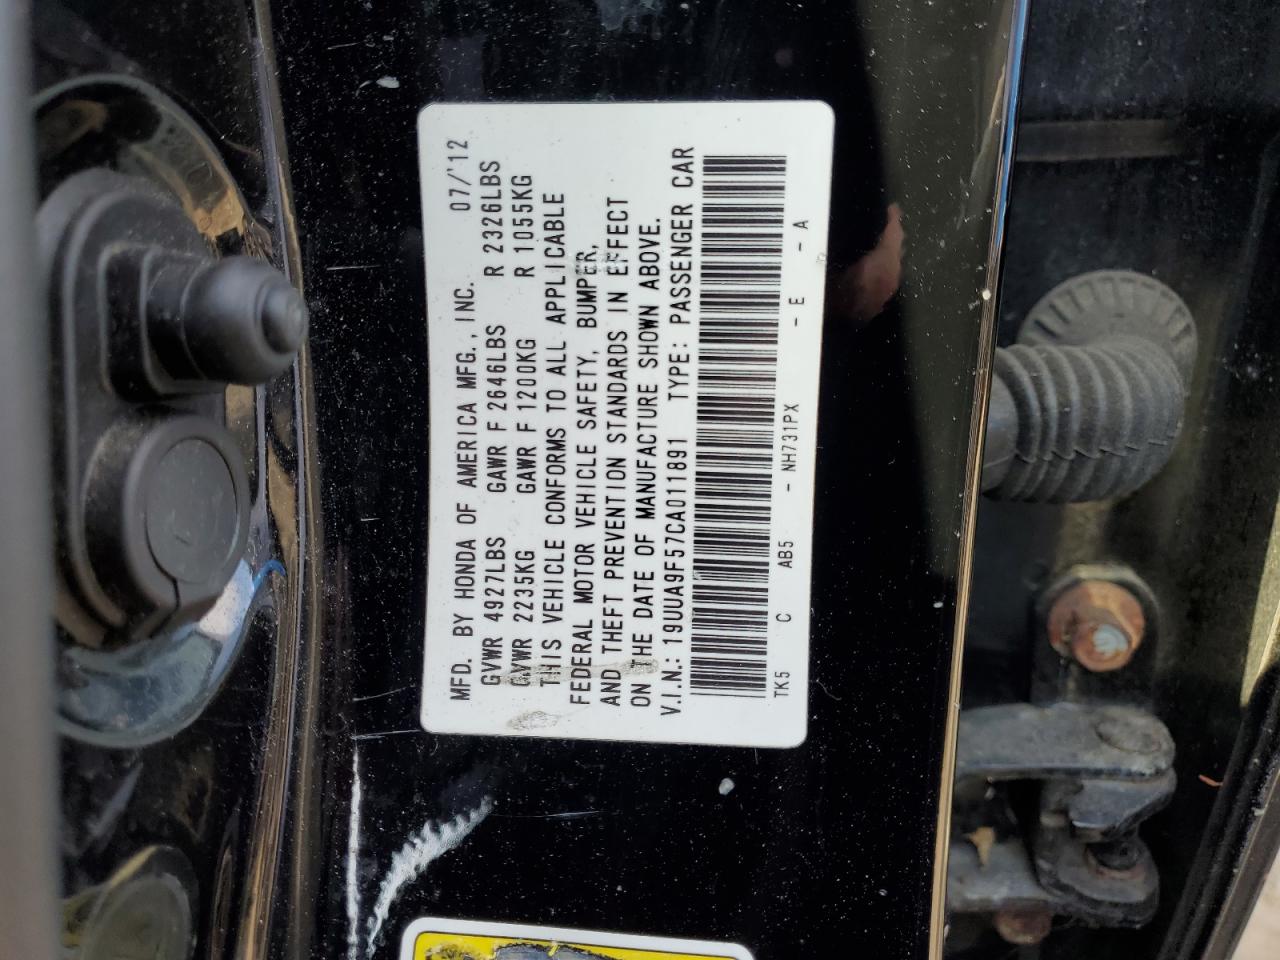 MFD. BY HONDA OF AMERICA MFG., INC. 07/'12
GVWR 4927LBS GAWR F 2646LBS R 2326LBS
GVWR 2235KG GAWR F 1200KG R 1055KG
THIS VEHICLE CONFORMS TO ALL APPLICABLE
FEDERAL MOTOR VEHICLE SAFETY, BUMPER,
AND THEFT PREVENTION STANDARDS IN EFFECT
ON THE DATE OF MANUFACTURE SHOWN ABOVE.
V.I.N.: 19UUA9F57CA011891 TYPE: PASSENGER CAR
TK5 C AB5 - NH731PX - E - A